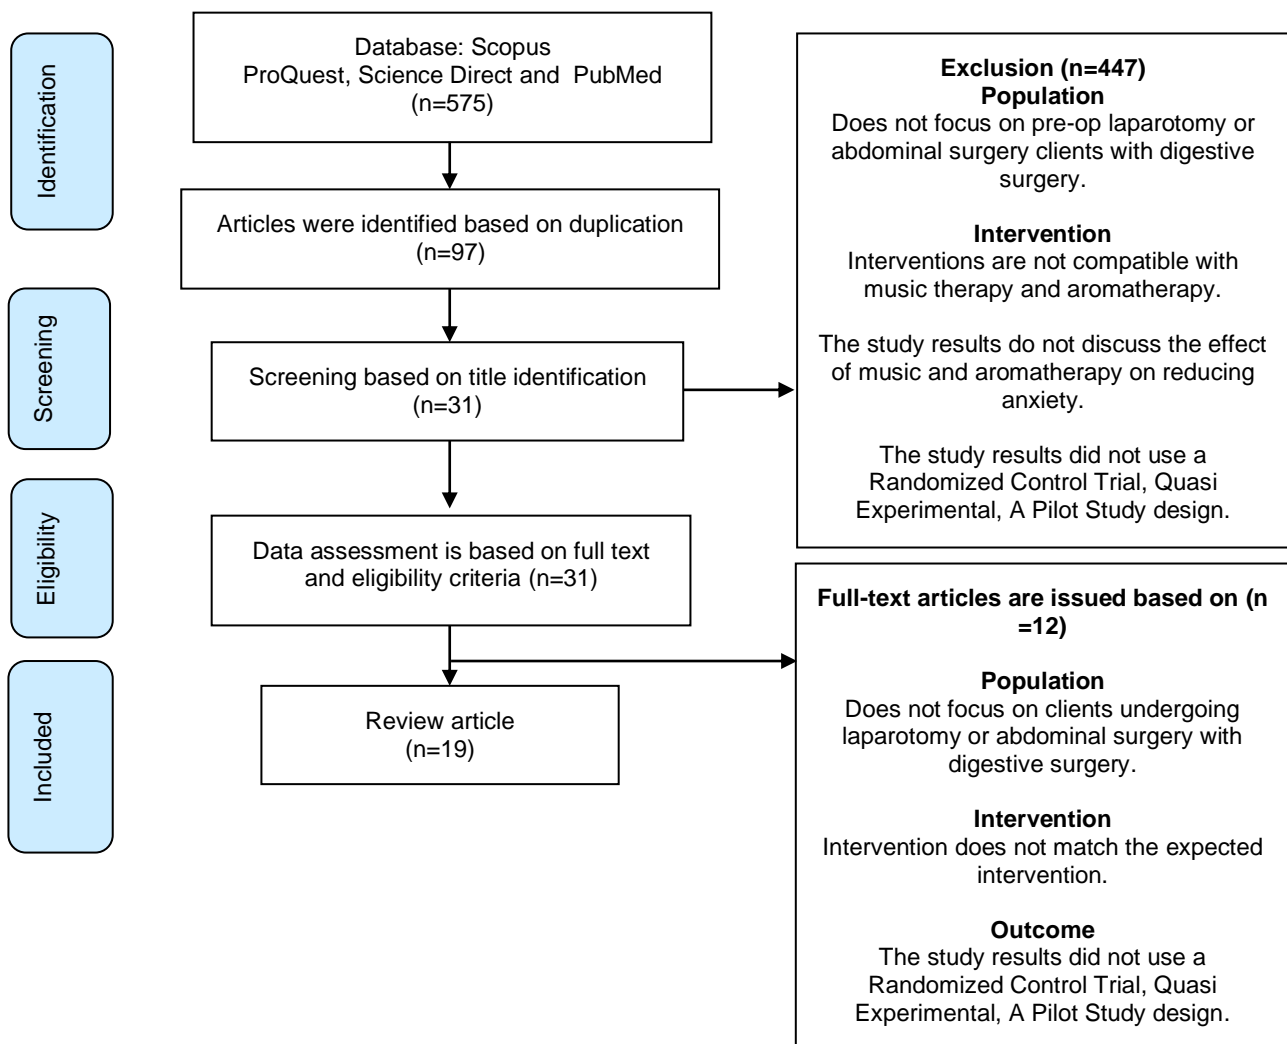 Identification
Database: Scopus
ProQuest, Science Direct and PubMed
(n=575)
Articles were identified based on duplication
(n=97)
Screening
Screening based on title identification
(n=31)
Exclusion (n=447)
Population
Does not focus on pre-op laparotomy or
abdominal surgery clients with digestive
surgery.
Intervention
Interventions are not compatible with
music therapy and aromatherapy.
The study results do not discuss the effect
of music and aromatherapy on reducing
anxiety.
The study results did not use a
Randomized Control Trial, Quasi
Experimental, A Pilot Study design.
Eligibility
Data assessment is based on full text
and eligibility criteria (n=31)
Included
Review article
(n=19)
Full-text articles are issued based on (n
=12)
Population
Does not focus on clients undergoing
laparotomy or abdominal surgery with
digestive surgery.
Intervention
Intervention does not match the expected
intervention.
Outcome
The study results did not use a
Randomized Control Trial, Quasi
Experimental, A Pilot Study design.